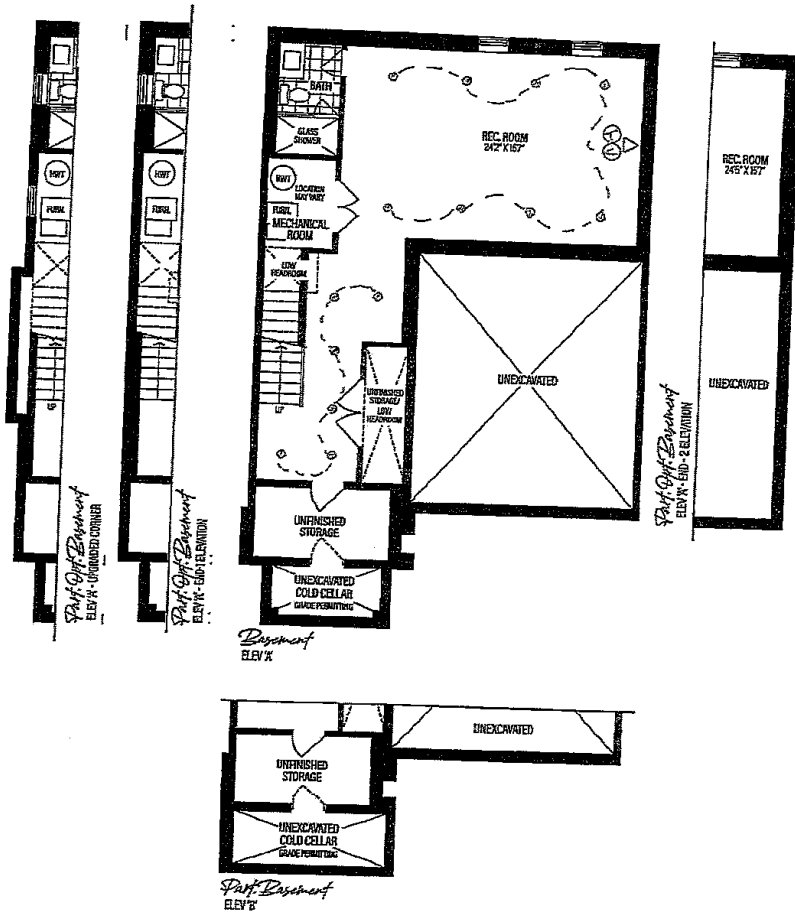 HWT
FURN.
UP
Part. Opt. Basement
ELEV 'A' - UPGRADED CORNER
HWT
FURN.
Part. Opt. Basement
ELEV 'A' - END-1 ELEVATION
BATH
GLASS
SHOWER
HWT
LOCATION
MAY VARY
FURN.
MECHANICAL
ROOM
LOW
HEADROOM
UP
REC. ROOM
24'2" X 15'7"
T
V
UNFINISHED
STORAGE/
LOW
HEADROOM
UNEXCAVATED
UNFINISHED
STORAGE
UNEXCAVATED
COLD CELLAR
GRADE PERMITTING
Basement
ELEV 'A'
REC. ROOM
24'5" X 15'7"
UNEXCAVATED
Part. Opt. Basement
ELEV 'A' - END - 2 ELEVATION
UNEXCAVATED
UNFINISHED
STORAGE
UNEXCAVATED
COLD CELLAR
GRADE PERMITTING
Part. Basement
ELEV 'B'